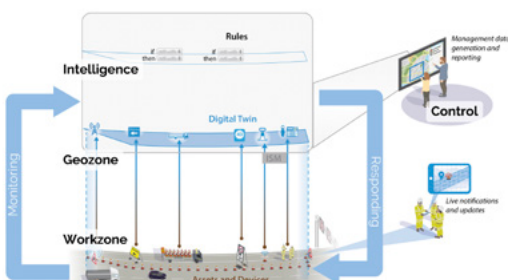 Rules
If
then
If
then
Intelligence
Management data
generation and
reporting
Control
Digital Twin
Monitoring
Responding
Geozone
ISM
Live notifications
and updates
Workzone
Assets and Devices